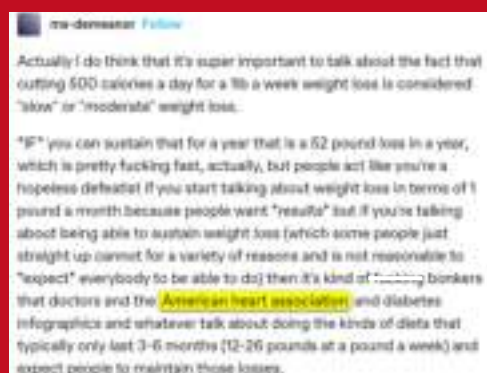 ms-demeanor Follow
Actually I do think that it's super important to talk about the fact that
cutting 500 calories a day for a 1lb a week weight loss is considered
"slow" or "moderate" weight loss.
*IF* you can sustain that for a year that is a 52 pound loss in a year,
which is pretty fucking fast, actually, but people act like you're a
hopeless defeatist if you start talking about weight loss in terms of 1
pound a month because people want "results" but if you're talking
about being able to sustain weight loss (which some people just
straight up cannot for a variety of reasons and is not reasonable to
"expect" everybody to be able to do) then it's kind of fucking bonkers
that doctors and the American heart association and diabetes
infographics and whatever talk about doing the kinds of diets that
typically only last 3-6 months (12-26 pounds at a pound a week) and
expect people to maintain those losses.